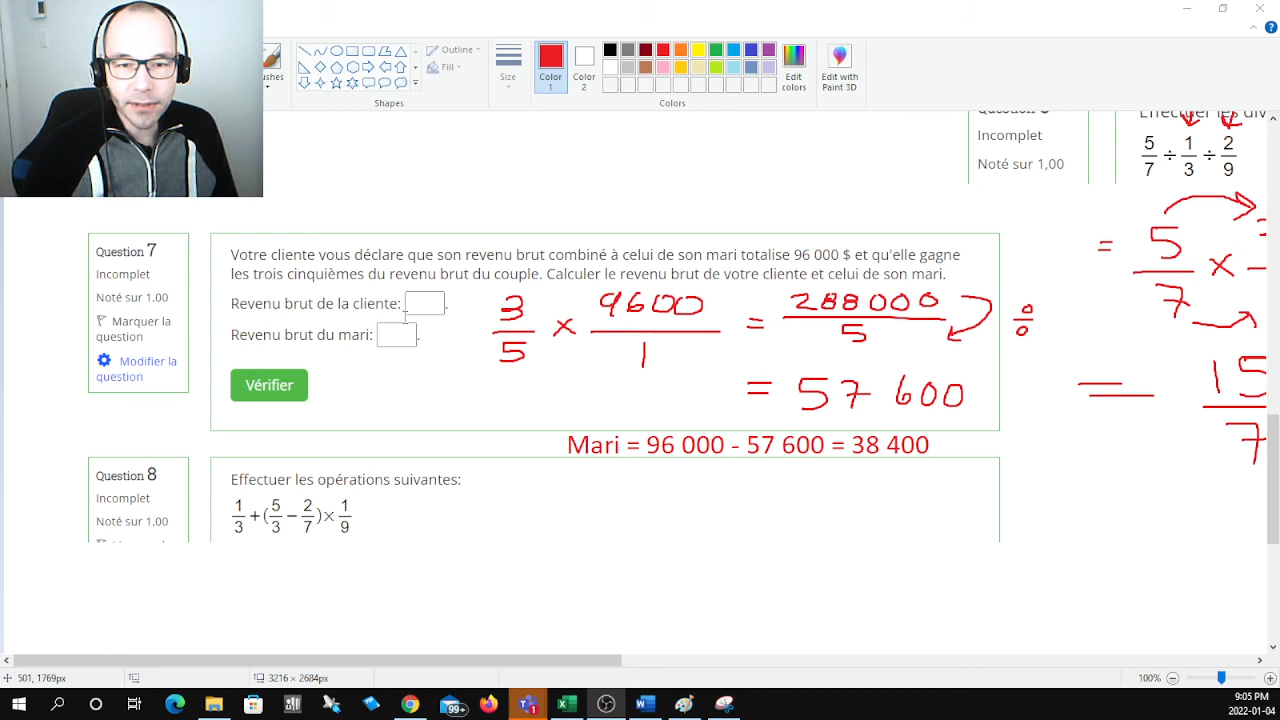 Outline
Fill
Size
Color 1
Color 2
Edit colors
Edit with Paint 3D
ushes
Shapes
Colors
Incomplet
Noté sur 1,00
5/7 ÷ 1/3 ÷ 2/9
= 5/7 ×
= 15/7
Question 7
Incomplet
Noté sur 1,00
Marquer la
question
Modifier la
question
Votre cliente vous déclare que son revenu brut combiné à celui de son mari totalise 96 000 $ et qu'elle gagne
les trois cinquièmes du revenu brut du couple. Calculer le revenu brut de votre cliente et celui de son mari.
Revenu brut de la cliente: .
Revenu brut du mari: .
Vérifier
3/5 × 9600/1 = 288000/5 ÷
= 57 600
Mari = 96 000 - 57 600 = 38 400
Question 8
Incomplet
Noté sur 1,00
Effectuer les opérations suivantes:
1/3+(5/3−2/7)×1/9
501, 1769px
3216 × 2684px
100%
99+
1
9:05 PM
2022-01-04